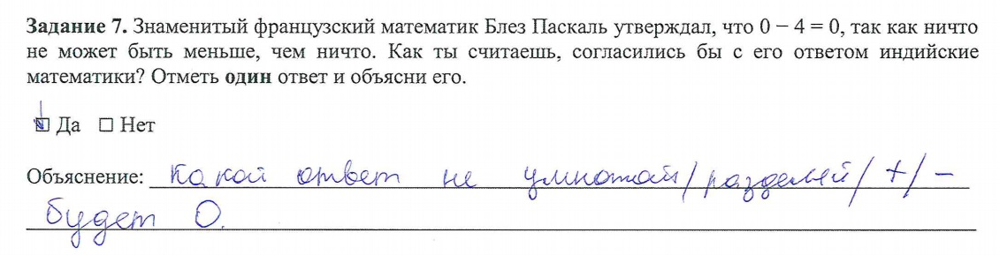 Задание 7. Знаменитый французский математик Блез Паскаль утверждал, что 0 − 4 = 0, так как ничто
не может быть меньше, чем ничто. Как ты считаешь, согласились бы с его ответом индийские
математики? Отметь один ответ и объясни его.
Да Нет
Объяснение: Какой ответ не умножай/разделяй/+/−
будет 0.